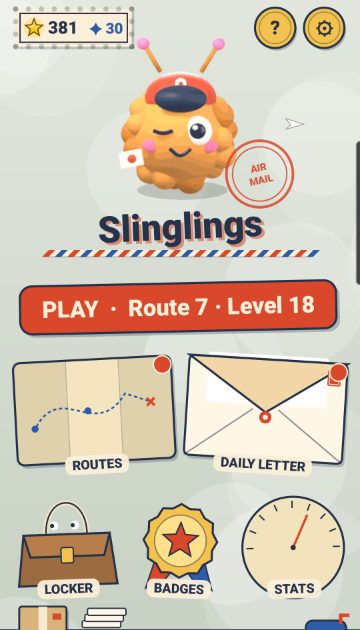 381 30
?
AIR
MAIL
Slinglings
PLAY · Route 7 · Level 18
ROUTES
DAILY LETTER
LOCKER
BADGES
STATS